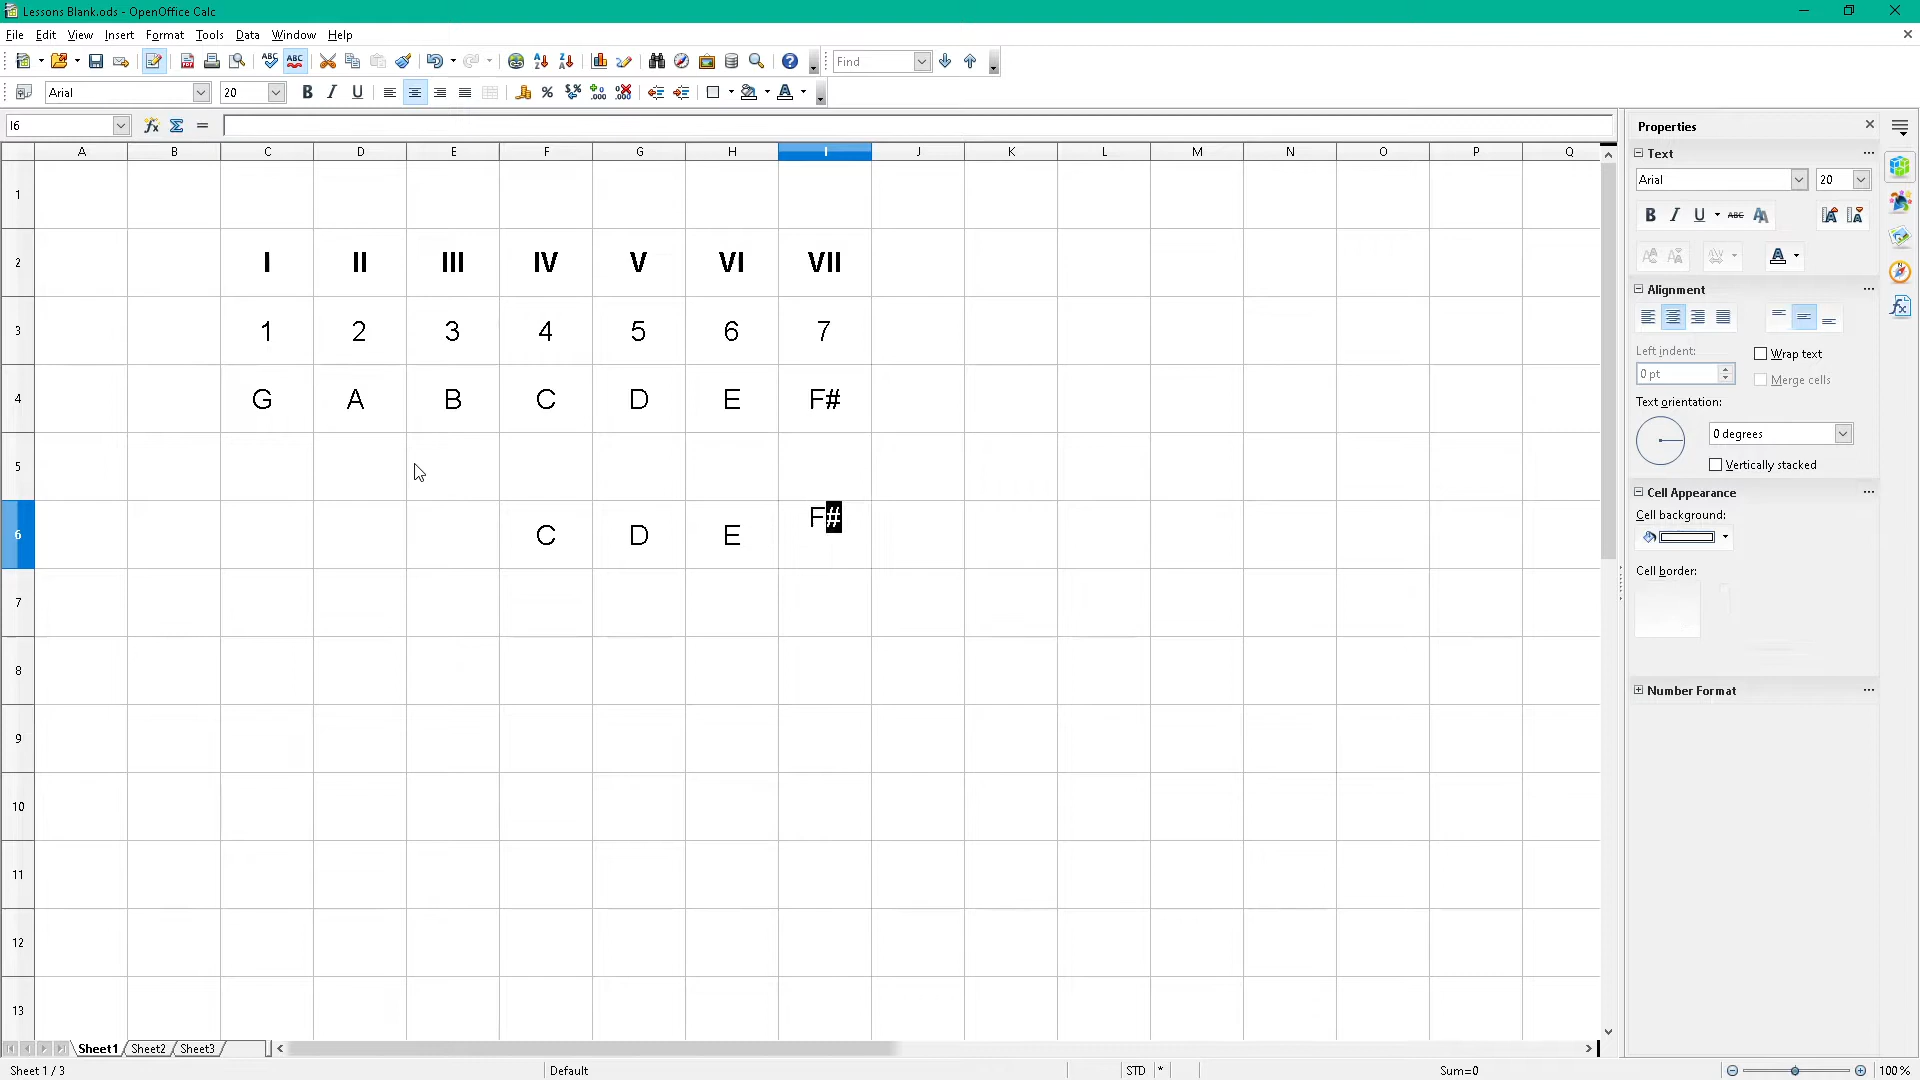 Lessons Blank.ods - OpenOffice Calc
File Edit View Insert Format Tools Data Window Help
Find
Arial 20
I6
A B C D E F G H I J K L M N O P Q
1
2 I II III IV V VI VII
3 1 2 3 4 5 6 7
4 G A B C D E F#
5
6 C D E F#
7
8
9
10
11
12
13
Sheet1 Sheet2 Sheet3
Sheet 1 / 3 Default STD * Sum=0 100%
Properties
Text
Arial 20
Alignment
Left indent: Wrap text
0 pt Merge cells
Text orientation:
0 degrees
Vertically stacked
Cell Appearance
Cell background:
Cell border:
Number Format